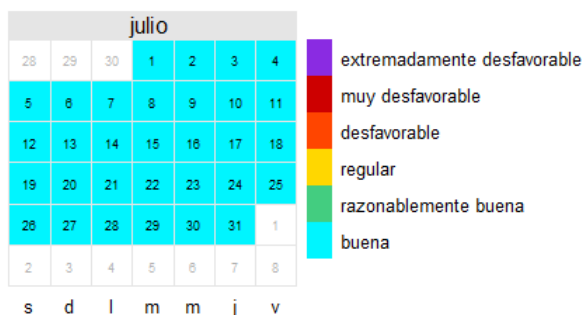 julio
28 29 30 1 2 3 4
5 6 7 8 9 10 11
12 13 14 15 16 17 18
19 20 21 22 23 24 25
26 27 28 29 30 31 1
2 3 4 5 6 7 8
s d l m m j v
extremadamente desfavorable
muy desfavorable
desfavorable
regular
razonablemente buena
buena